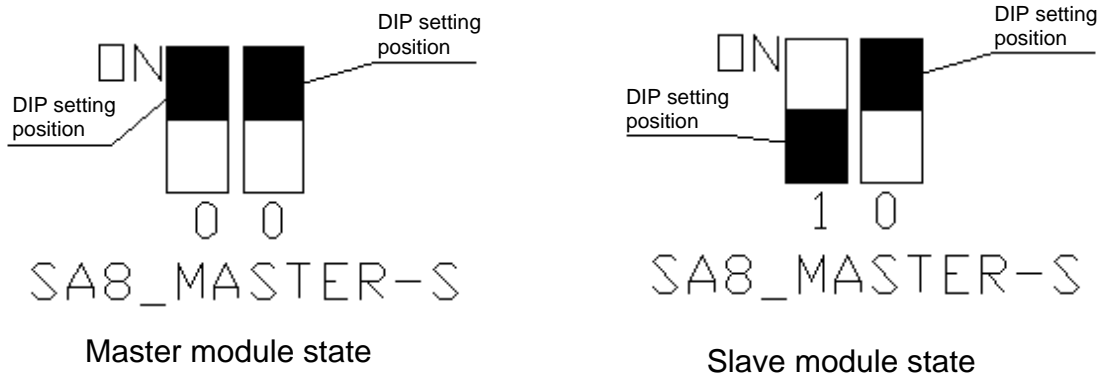 DIP setting
position
ON
DIP setting
position
0 0
SA8_MASTER-S
Master module state
DIP setting
position
ON
DIP setting
position
1 0
SA8_MASTER-S
Slave module state